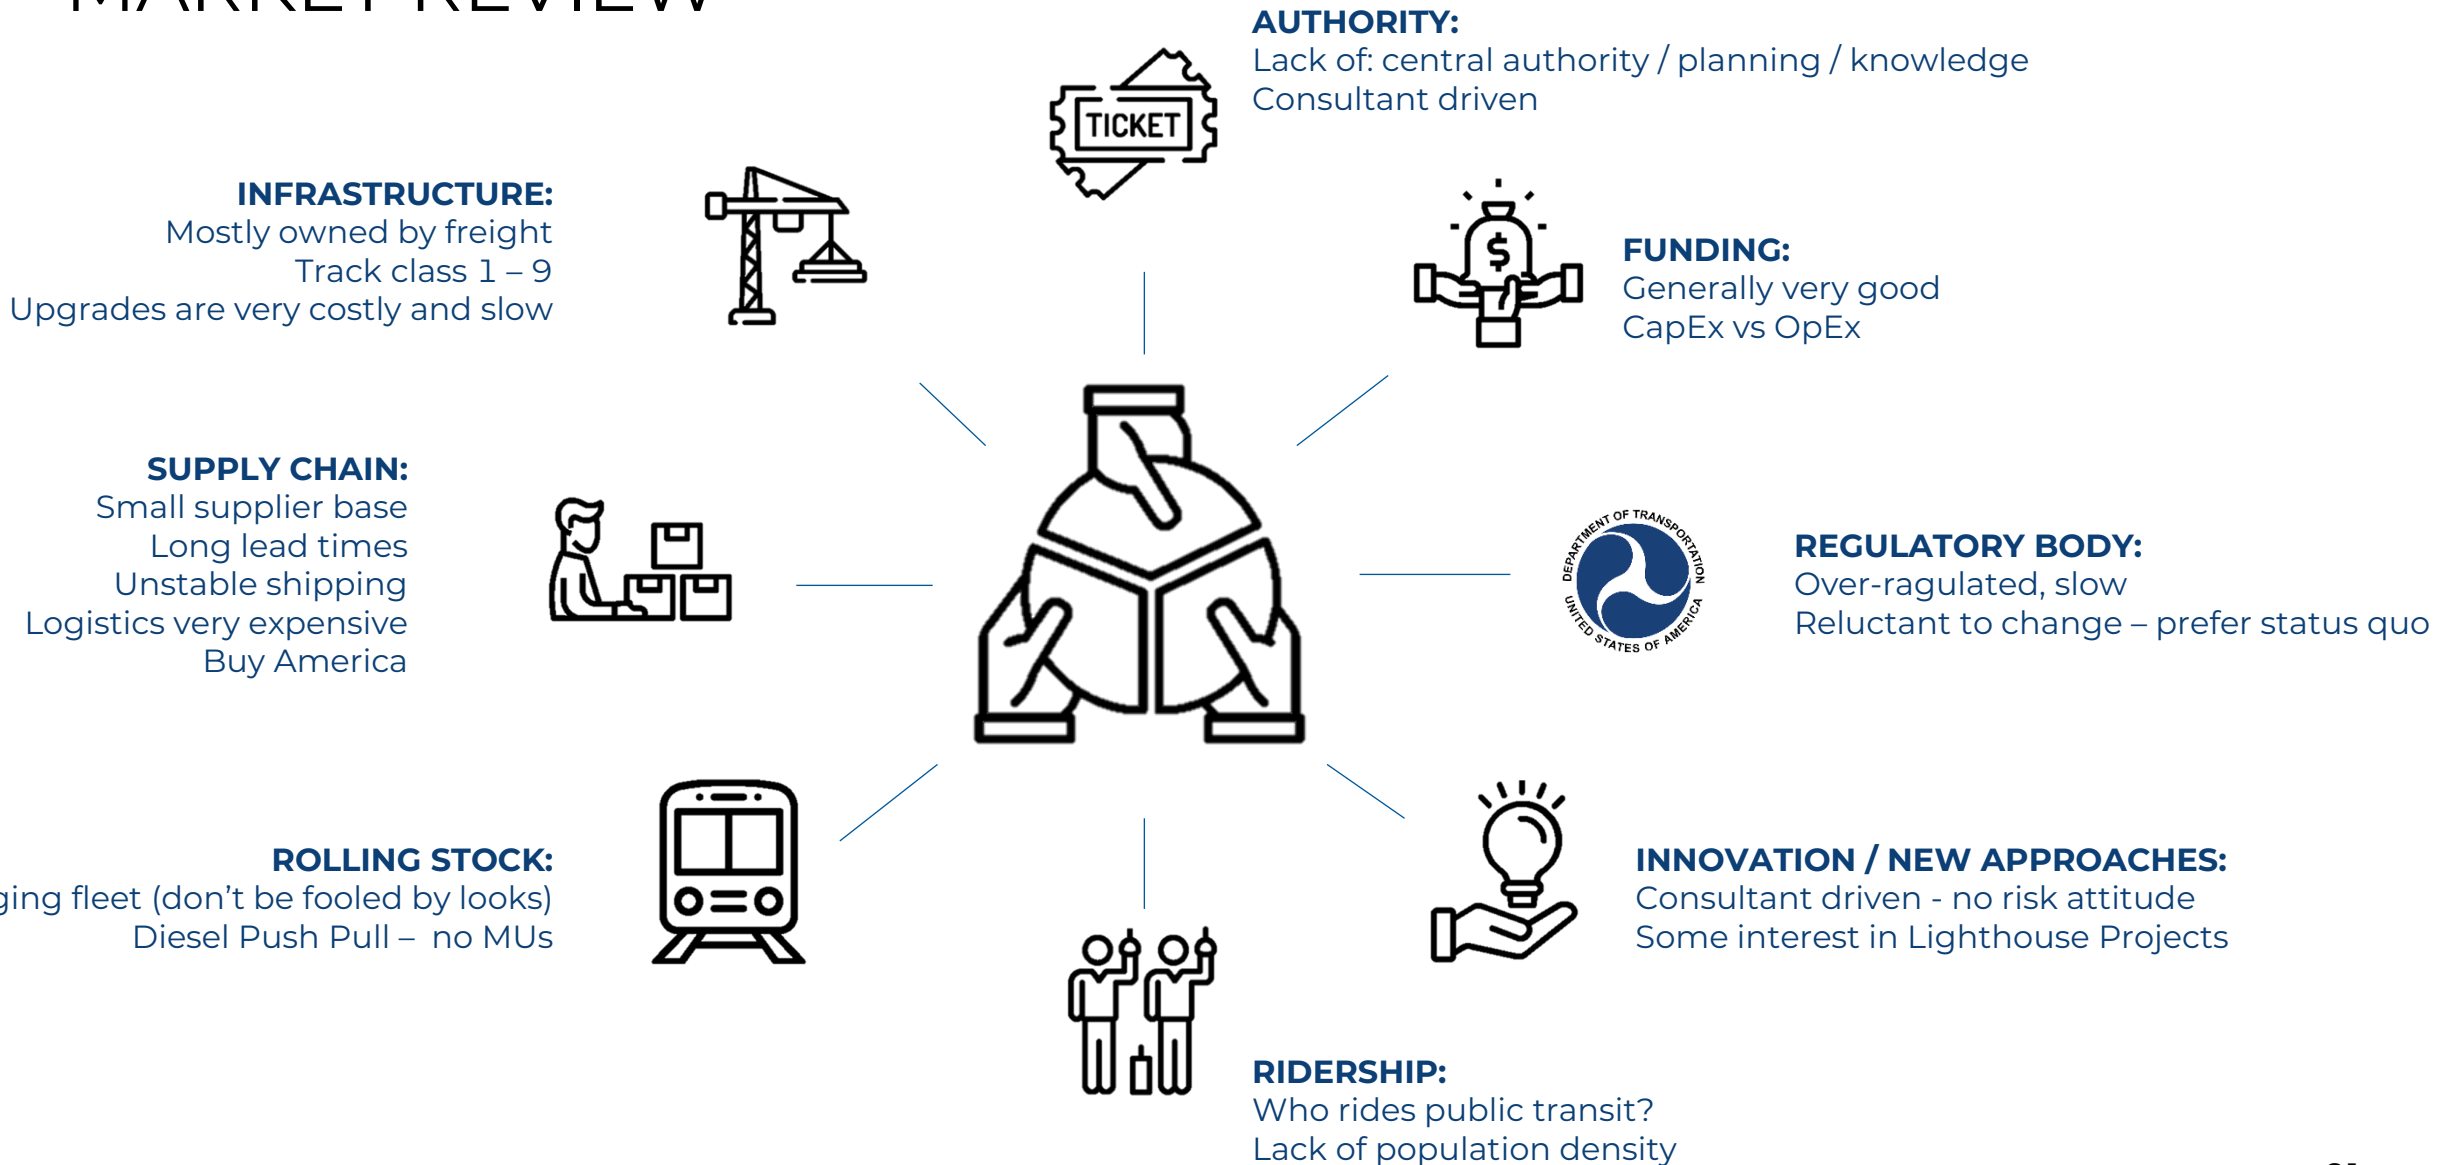 MARKET REVIEW
AUTHORITY:
Lack of: central authority / planning / knowledge
Consultant driven
TICKET
INFRASTRUCTURE:
Mostly owned by freight
Track class 1 – 9
Upgrades are very costly and slow
FUNDING:
Generally very good
CapEx vs OpEx
SUPPLY CHAIN:
Small supplier base
Long lead times
Unstable shipping
Logistics very expensive
Buy America
DEPARTMENT OF TRANSPORTATION
UNITED STATES OF AMERICA
REGULATORY BODY:
Over-ragulated, slow
Reluctant to change – prefer status quo
ROLLING STOCK:
ging fleet (don't be fooled by looks)
Diesel Push Pull – no MUs
INNOVATION / NEW APPROACHES:
Consultant driven - no risk attitude
Some interest in Lighthouse Projects
RIDERSHIP:
Who rides public transit?
Lack of population density